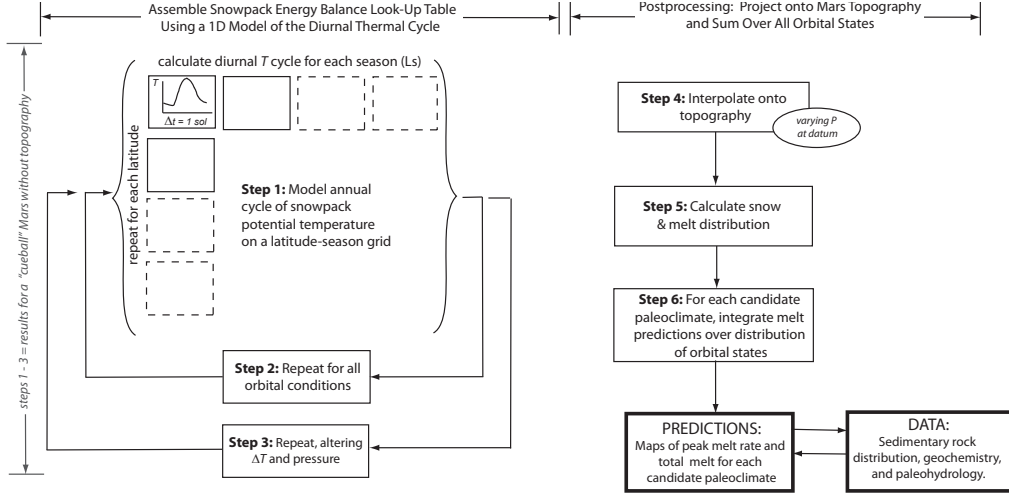 Assemble Snowpack Energy Balance Look-Up Table
Using a 1D Model of the Diurnal Thermal Cycle
Postprocessing: Project onto Mars Topography
and Sum Over All Orbital States
steps 1 - 3 = results for a "cueball" Mars without topography
calculate diurnal T cycle for each season (Ls)
T
Δt = 1 sol
repeat for each latitude
Step 1: Model annual
cycle of snowpack
potential temperature
on a latitude-season grid
Step 2: Repeat for all
orbital conditions
Step 3: Repeat, altering
ΔT and pressure
Step 4: Interpolate onto
topography
varying P
at datum
Step 5: Calculate snow
& melt distribution
Step 6: For each candidate
paleoclimate, integrate melt
predictions over distribution
of orbital states
PREDICTIONS:
Maps of peak melt rate and
total melt for each
candidate paleoclimate
DATA:
Sedimentary rock
distribution, geochemistry,
and paleohydrology.